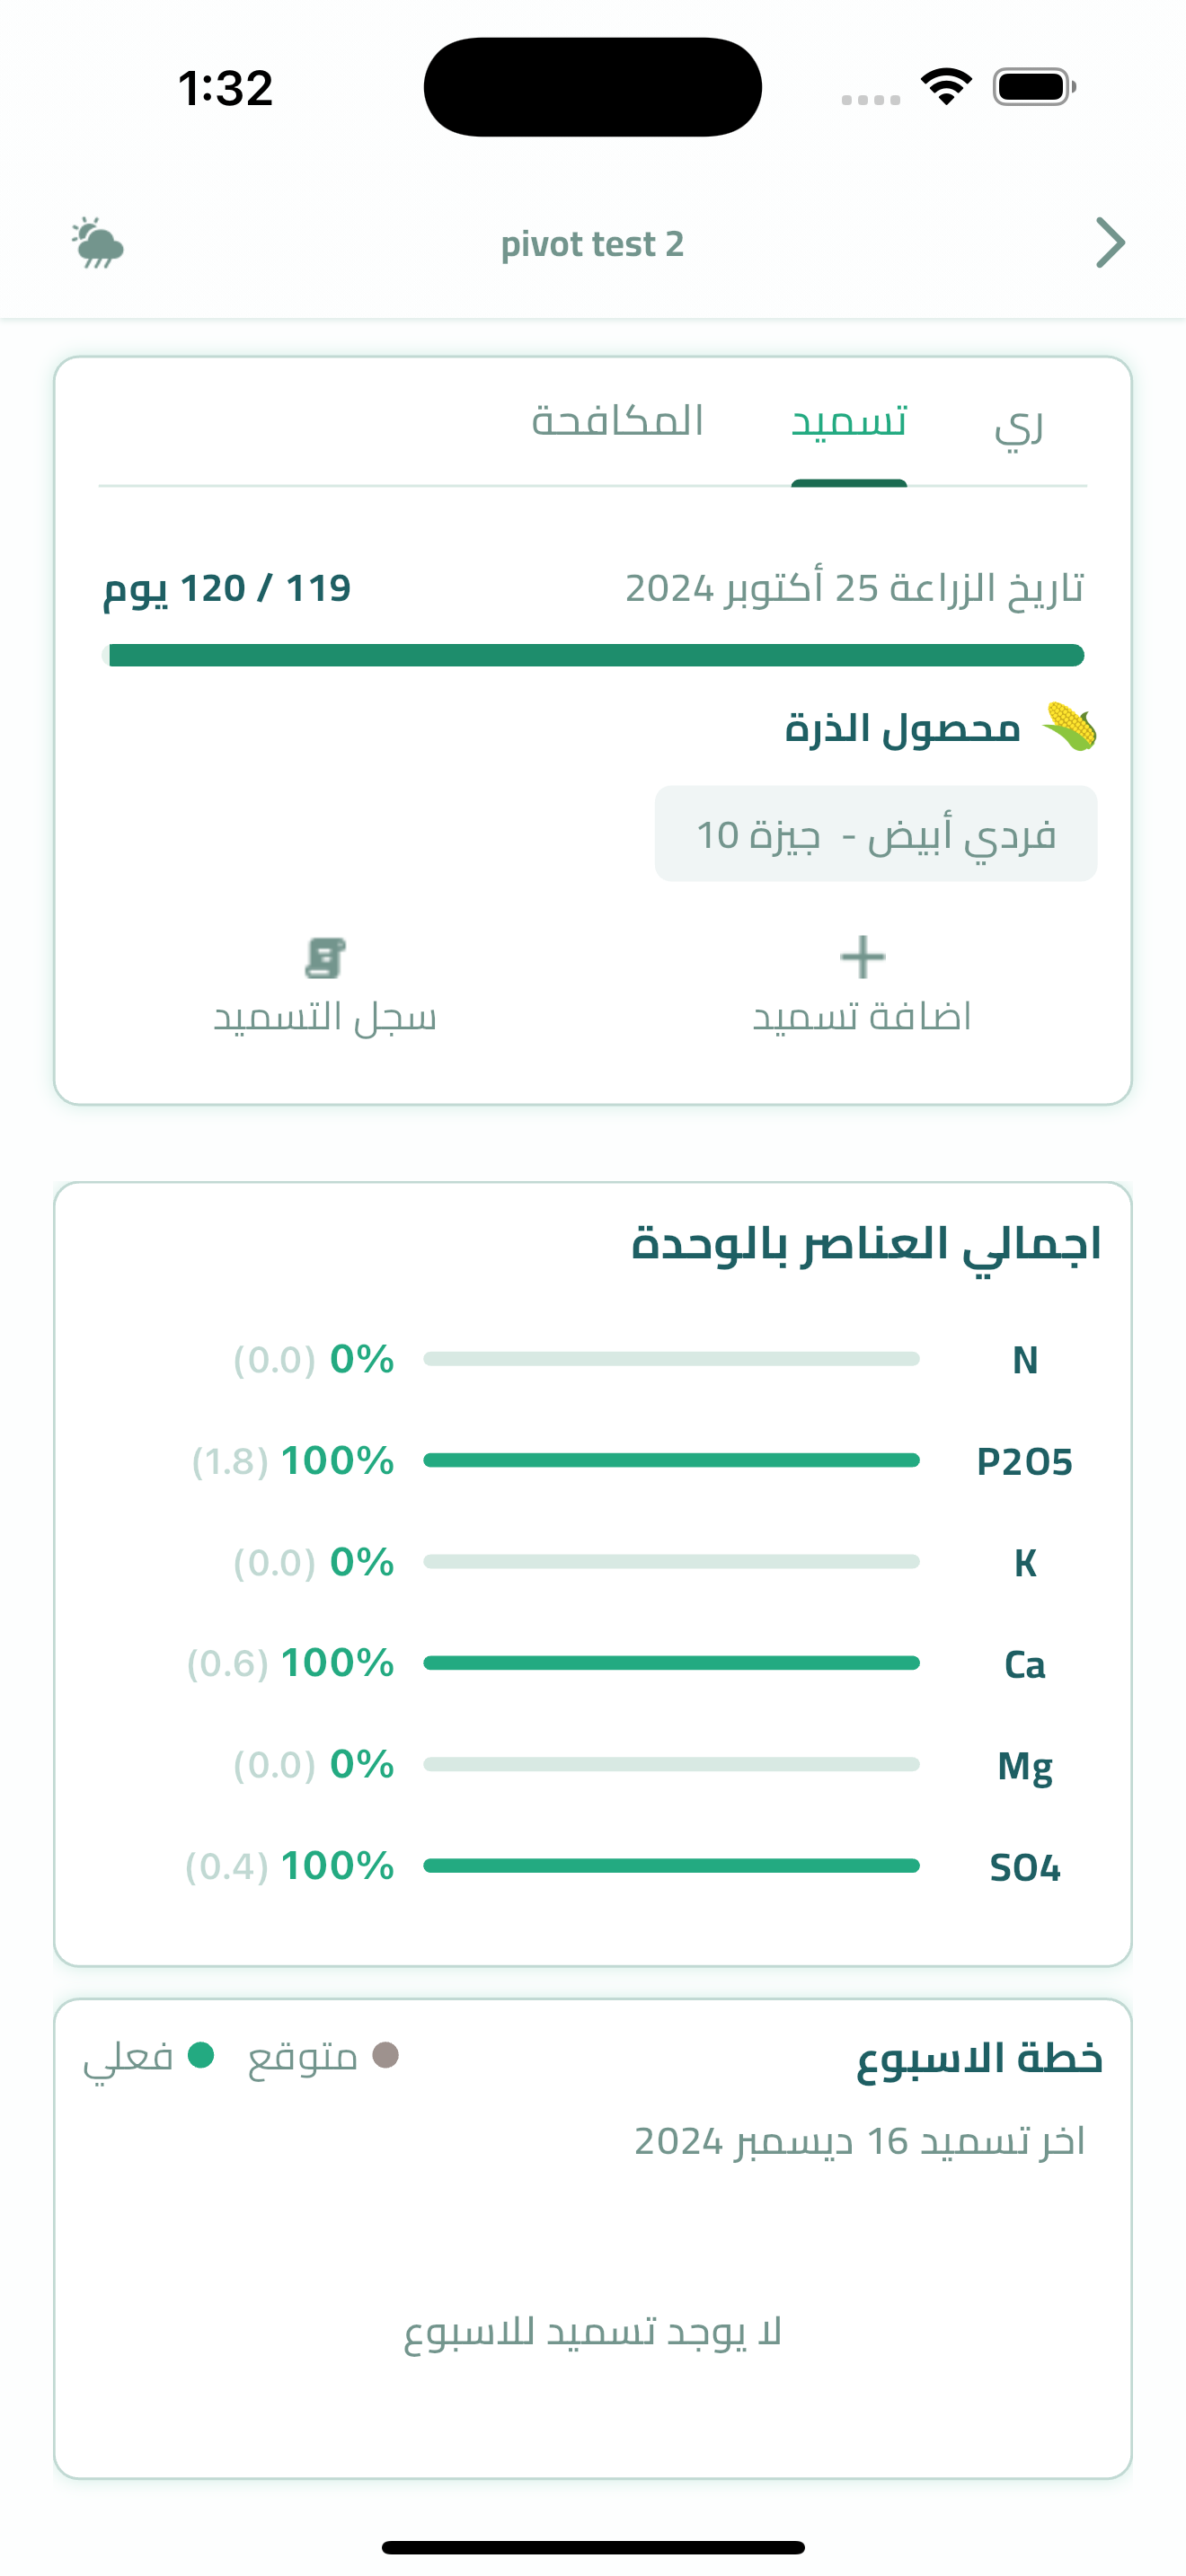 1:32
pivot test 2
ري تسميد المكافحة
تاريخ الزراعة 25 أكتوبر 2024 119 / 120 يوم
محصول الذرة
فردي أبيض - جيزة 10
اضافة تسميد سجل التسميد
اجمالي العناصر بالوحدة
N 0% (0.0)
P2O5 100% (1.8)
K 0% (0.0)
Ca 100% (0.6)
Mg 0% (0.0)
SO4 100% (0.4)
خطة الاسبوع متوقع فعلي
اخر تسميد 16 ديسمبر 2024
لا يوجد تسميد للاسبوع